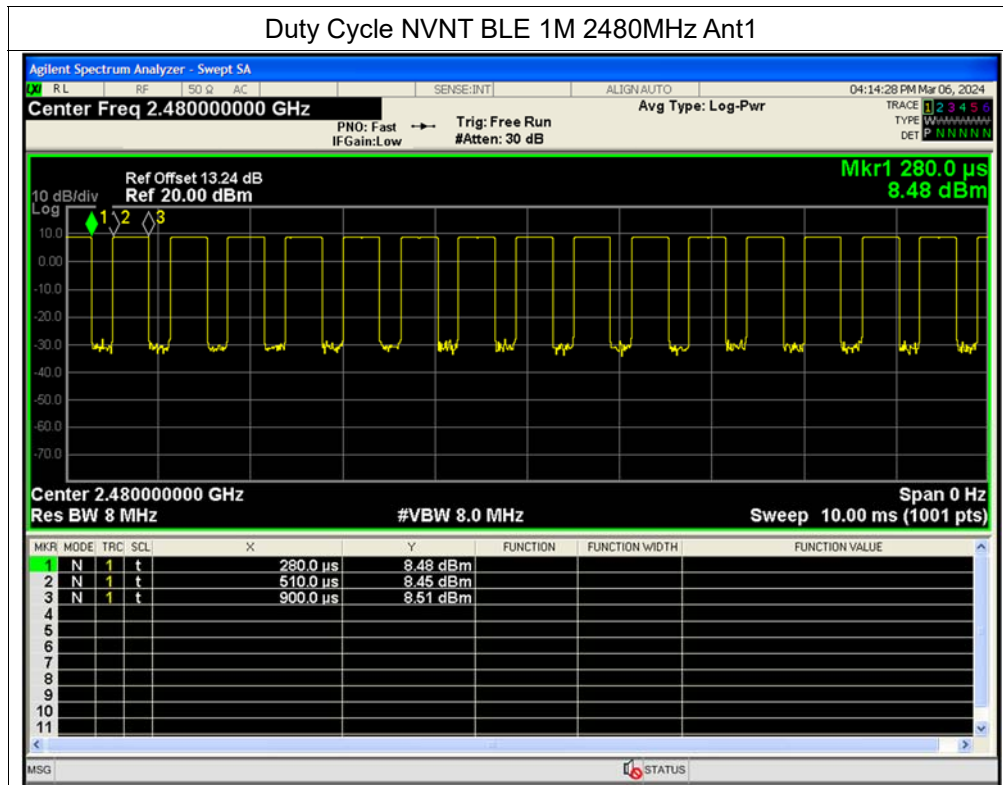 Duty Cycle NVNT BLE 1M 2480MHz Ant1
Agilent Spectrum Analyzer - Swept SA
RL RF 50 Ω AC SENSE:INT ALIGN AUTO 04:14:28 PM Mar 06, 2024
Center Freq 2.480000000 GHz Avg Type: Log-Pwr TRACE 1 2 3 4 5 6
PNO: Fast Trig: Free Run TYPE W
IFGain:Low #Atten: 30 dB DET P N N N N N
Mkr1 280.0 µs
Ref Offset 13.24 dB
10 dB/div Ref 20.00 dBm 8.48 dBm
Log
1 2 3
10.0
0.00
-10.0
-20.0
-30.0
-40.0
-50.0
-60.0
-70.0
Center 2.480000000 GHz Span 0 Hz
Res BW 8 MHz #VBW 8.0 MHz Sweep 10.00 ms (1001 pts)
MKR MODE TRC SCL X Y FUNCTION FUNCTION WIDTH FUNCTION VALUE
1 N 1 t 280.0 µs 8.48 dBm
2 N 1 t 510.0 µs 8.45 dBm
3 N 1 t 900.0 µs 8.51 dBm
4
5
6
7
8
9
10
11
MSG STATUS